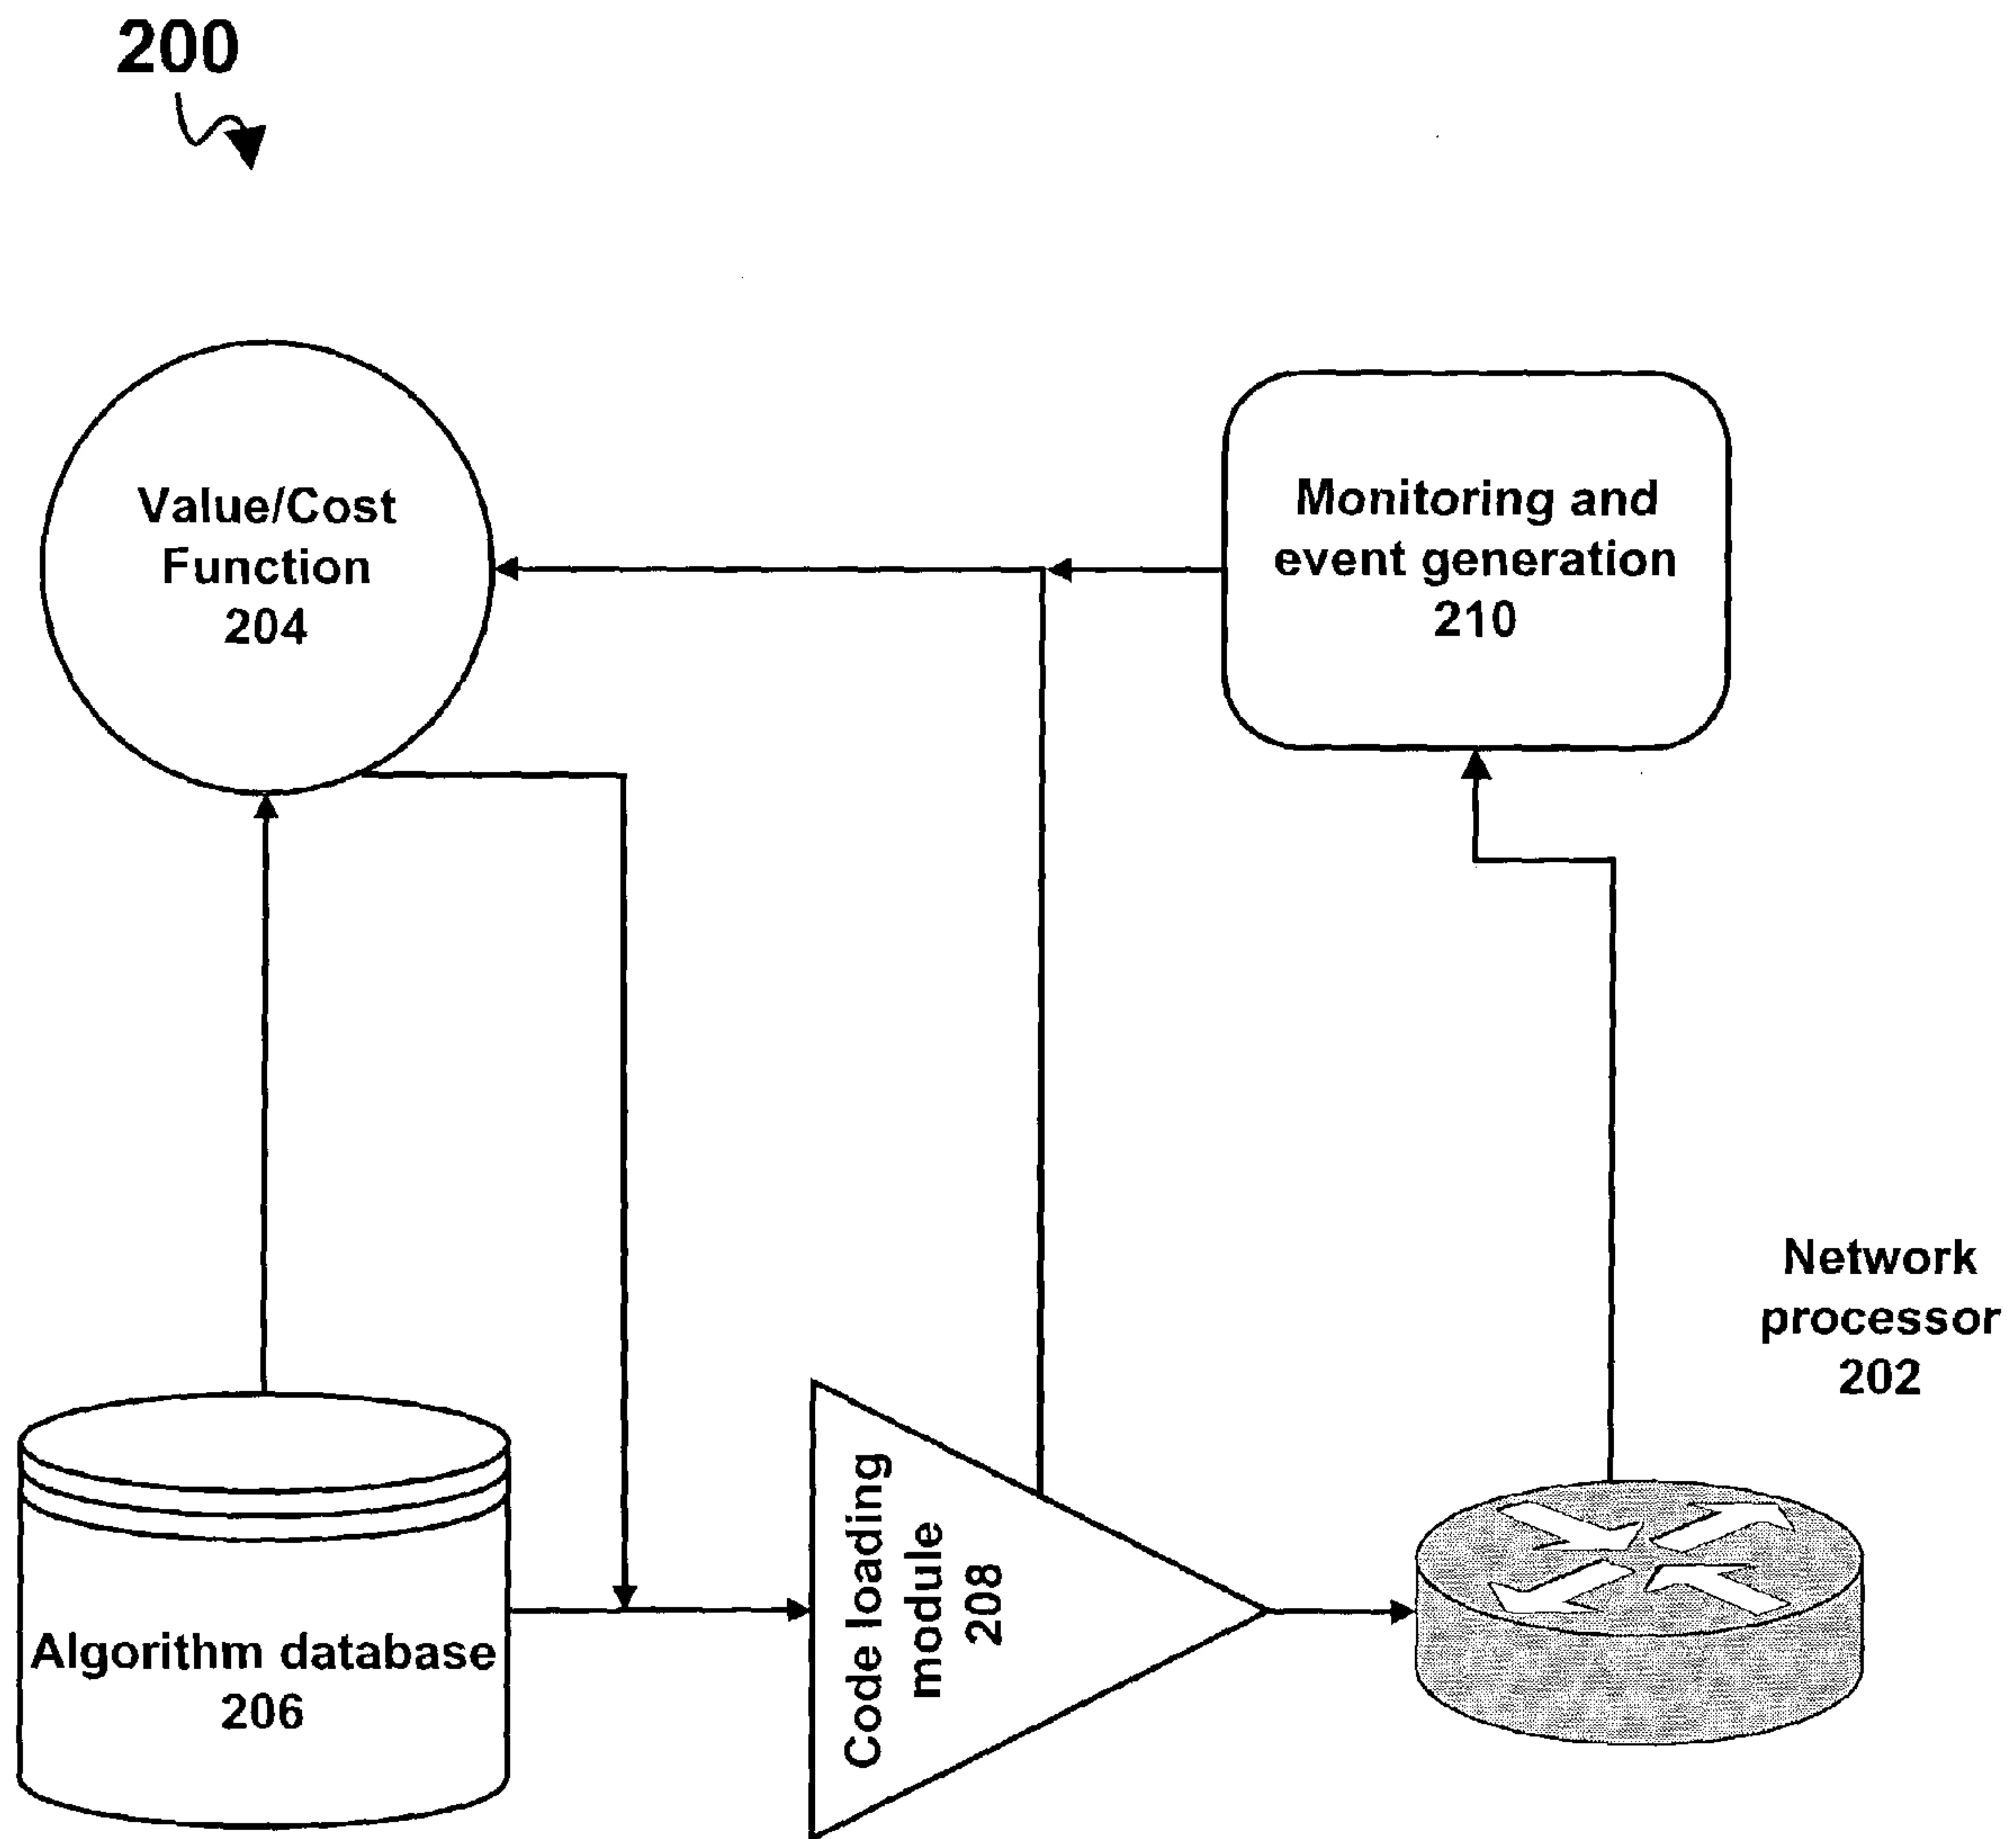 200
Value/Cost
Function
204
Monitoring and
event generation
210
Network
processor
202
Algorithm database
206
Code loading
module
208